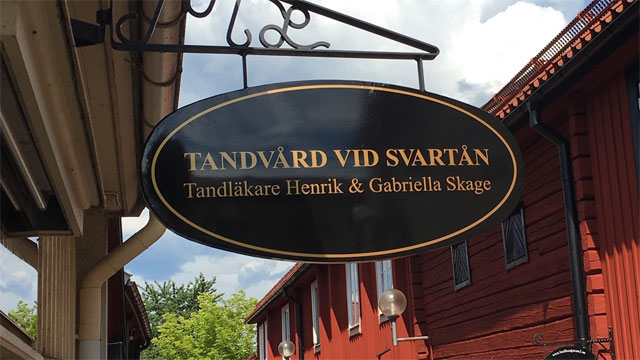 TANDVÅRD VID SVARTÅN
Tandläkare Henrik & Gabriella Skage